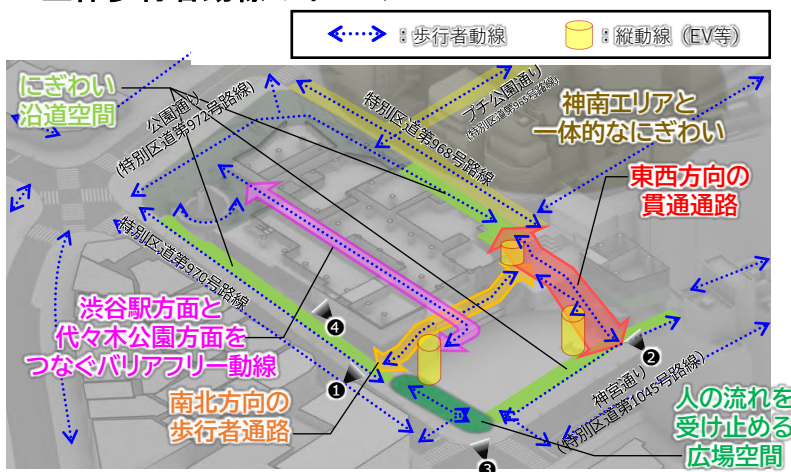 ：歩行者動線
：縦動線（EV等）
にぎわい
沿道空間
公園通り
(特別区道第972号路線)
特別区道第968号路線
プチ公園通り
神南エリアと
一体的なにぎわい
東西方向の
貫通通路
特別区道第970号路線
渋谷駅方面と
代々木公園方面を
つなぐバリアフリー動線
南北方向の
歩行者通路
神宮通り
(特別区道第1045号路線)
人の流れを
受け止める
広場空間
❶
❷
❸
❹